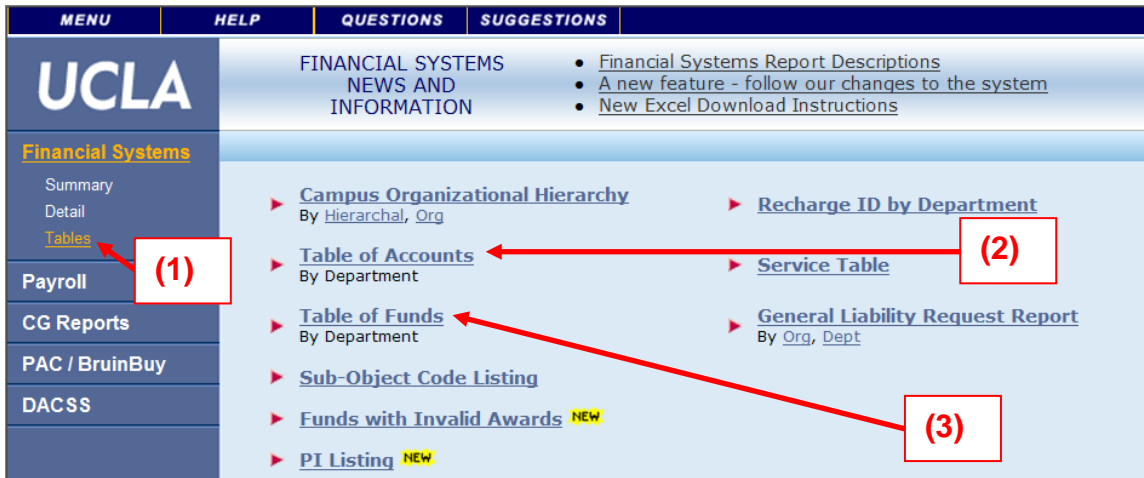 MENU HELP QUESTIONS SUGGESTIONS
UCLA
FINANCIAL SYSTEMS
NEWS AND
INFORMATION
• Financial Systems Report Descriptions
• A new feature - follow our changes to the system
• New Excel Download Instructions
Financial Systems
Summary
Detail
Tables
(1)
Payroll
CG Reports
PAC / BruinBuy
DACSS
Campus Organizational Hierarchy
By Hierarchal, Org
Table of Accounts
By Department
Table of Funds
By Department
Sub-Object Code Listing
Funds with Invalid Awards NEW
PI Listing NEW
Recharge ID by Department
(2)
Service Table
General Liability Request Report
By Org, Dept
(3)